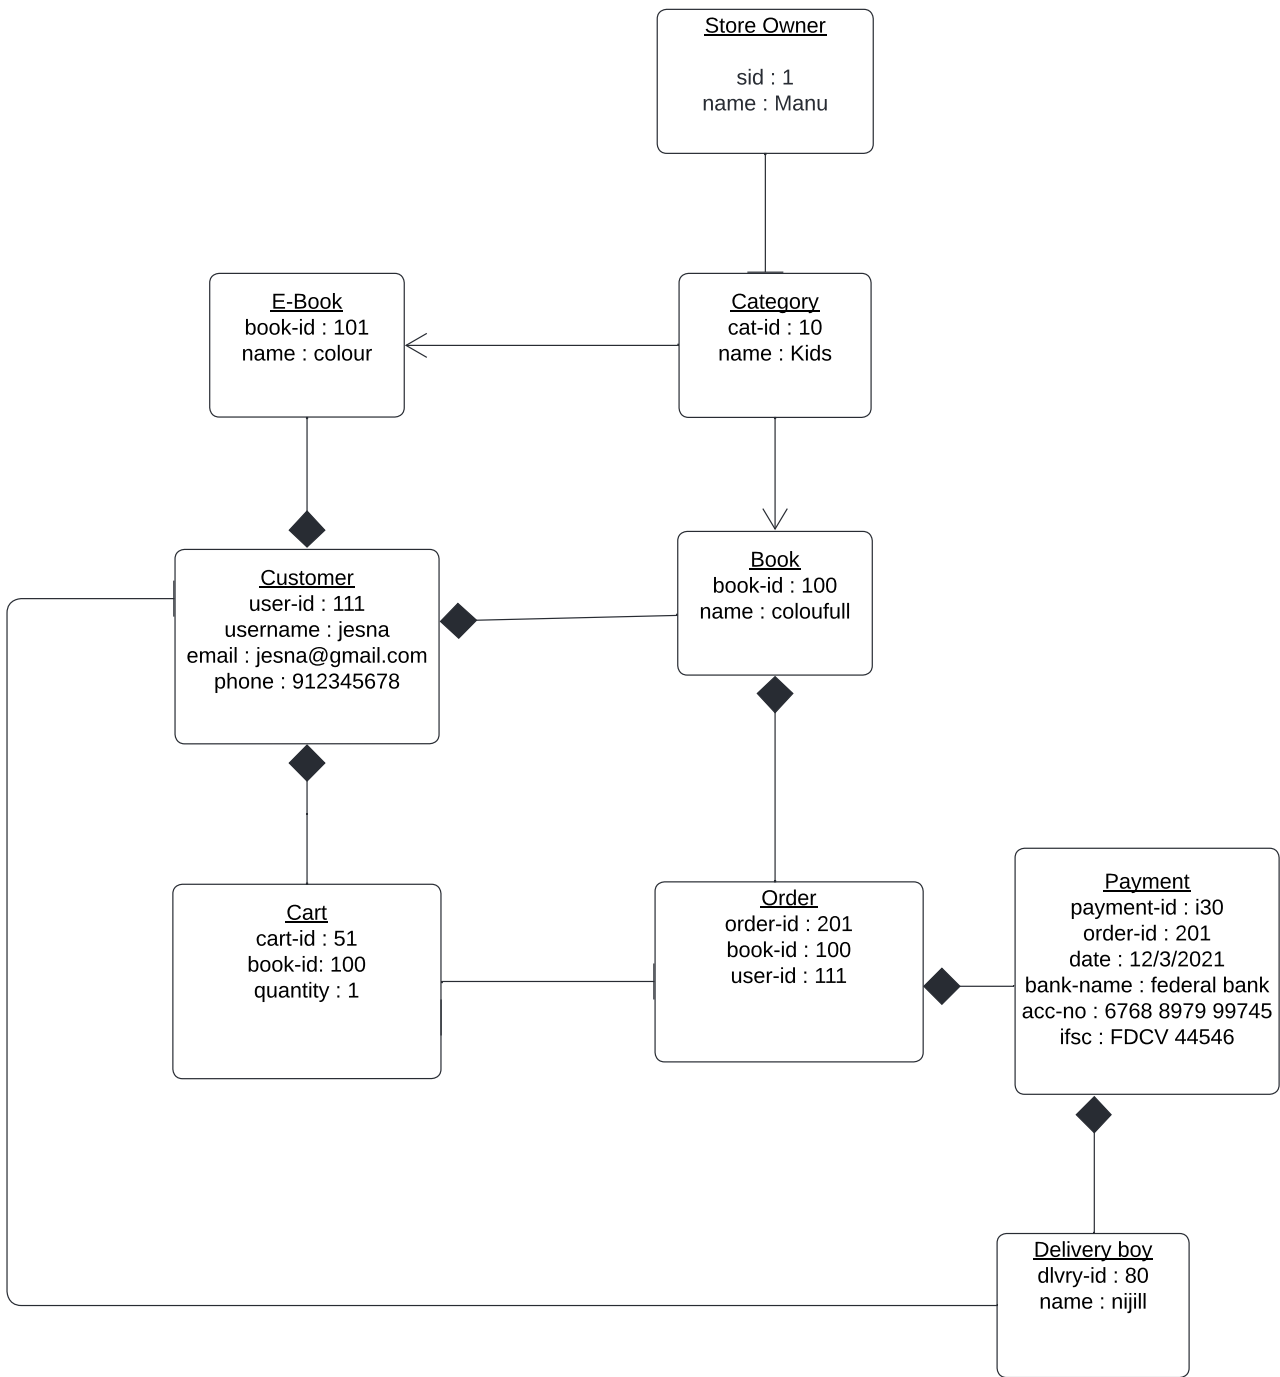 Store Owner
sid : 1
name : Manu
E-Book
book-id : 101
name : colour
Category
cat-id : 10
name : Kids
Customer
user-id : 111
username : jesna
email : jesna@gmail.com
phone : 912345678
Book
book-id : 100
name : coloufull
Cart
cart-id : 51
book-id: 100
quantity : 1
Order
order-id : 201
book-id : 100
user-id : 111
Payment
payment-id : i30
order-id : 201
date : 12/3/2021
bank-name : federal bank
acc-no : 6768 8979 99745
ifsc : FDCV 44546
Delivery boy
dlvry-id : 80
name : nijill